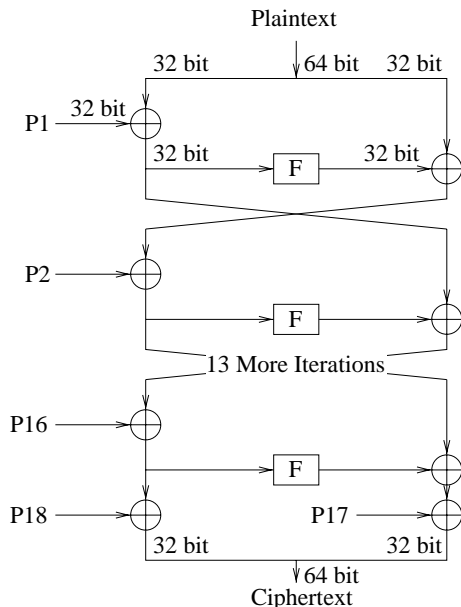 Plaintext
32 bit 64 bit 32 bit
P1 32 bit
32 bit F 32 bit
P2
F
13 More Iterations
P16
F
P18 P17
32 bit 32 bit
64 bit
Ciphertext